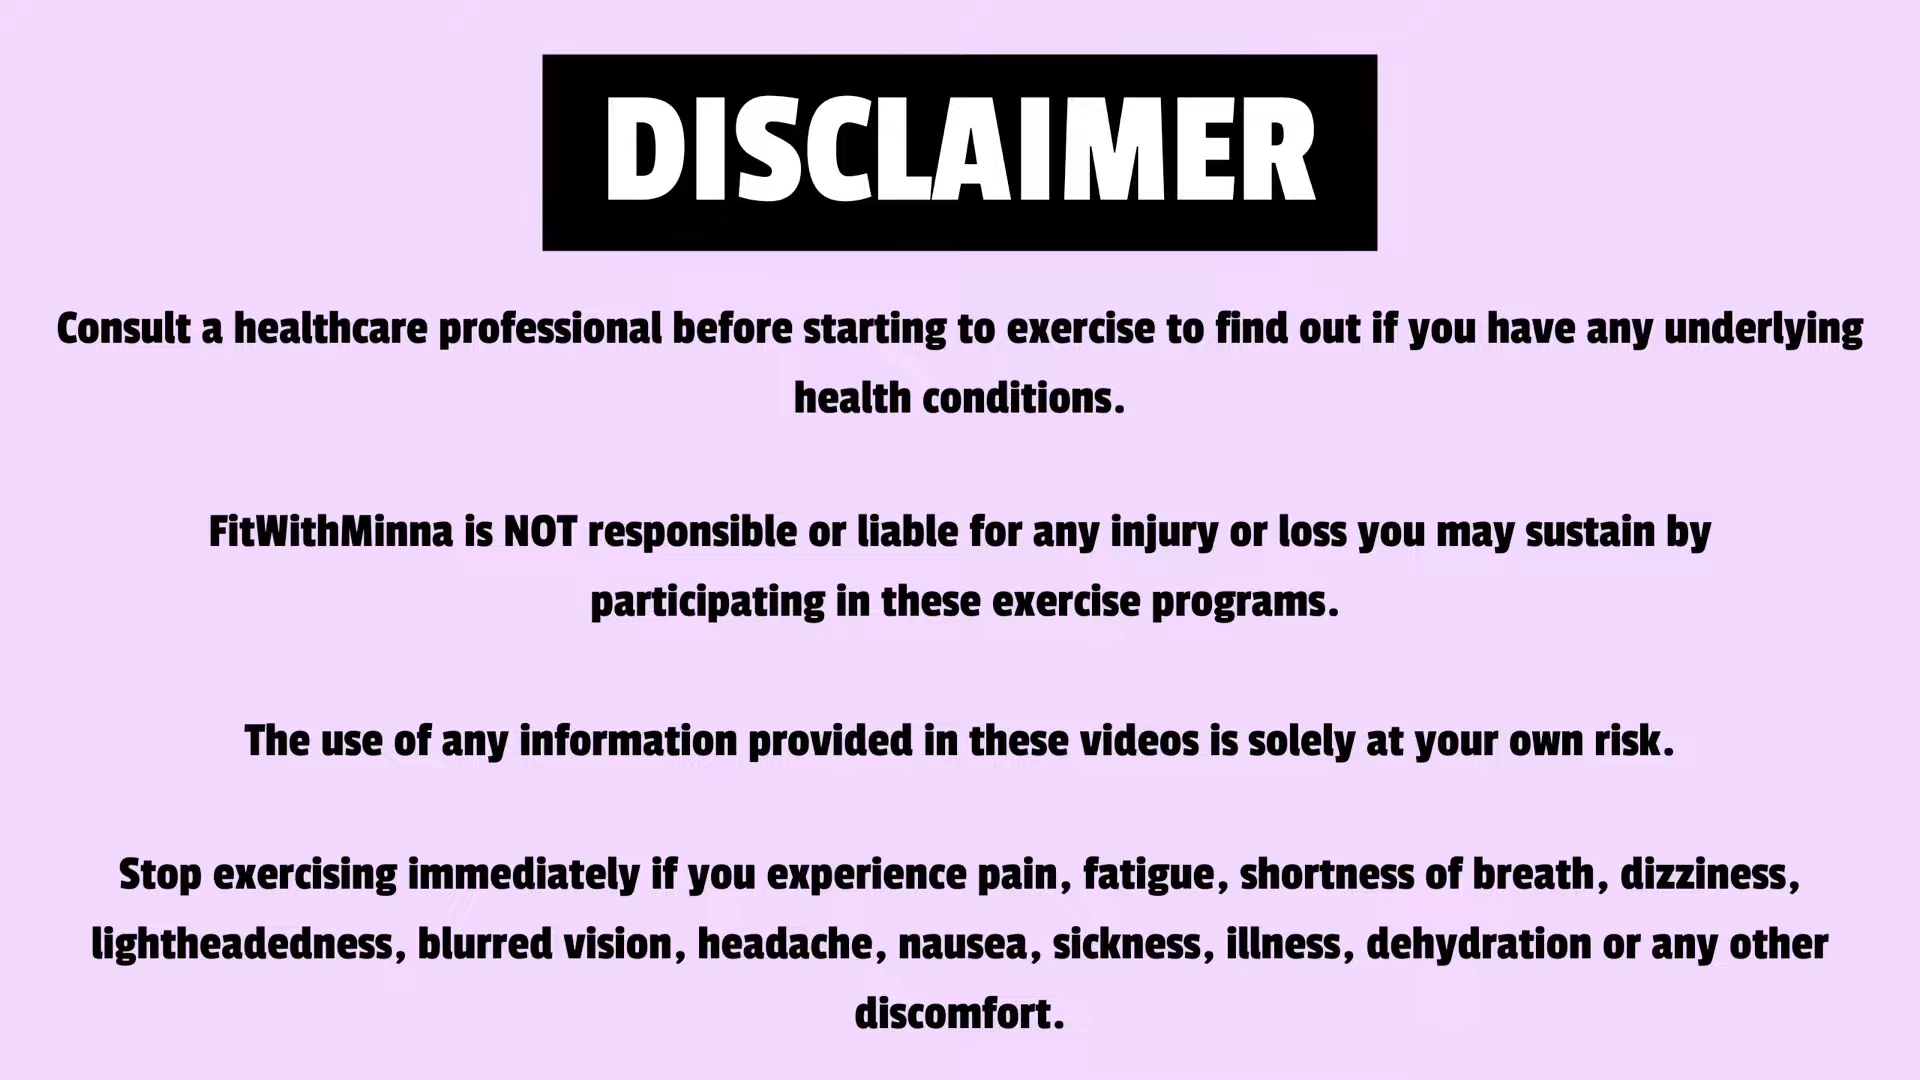 DISCLAIMER
Consult a healthcare professional before starting to exercise to find out if you have any underlying
health conditions.
FitWithMinna is NOT responsible or liable for any injury or loss you may sustain by
participating in these exercise programs.
The use of any information provided in these videos is solely at your own risk.
Stop exercising immediately if you experience pain, fatigue, shortness of breath, dizziness,
lightheadedness, blurred vision, headache, nausea, sickness, illness, dehydration or any other
discomfort.